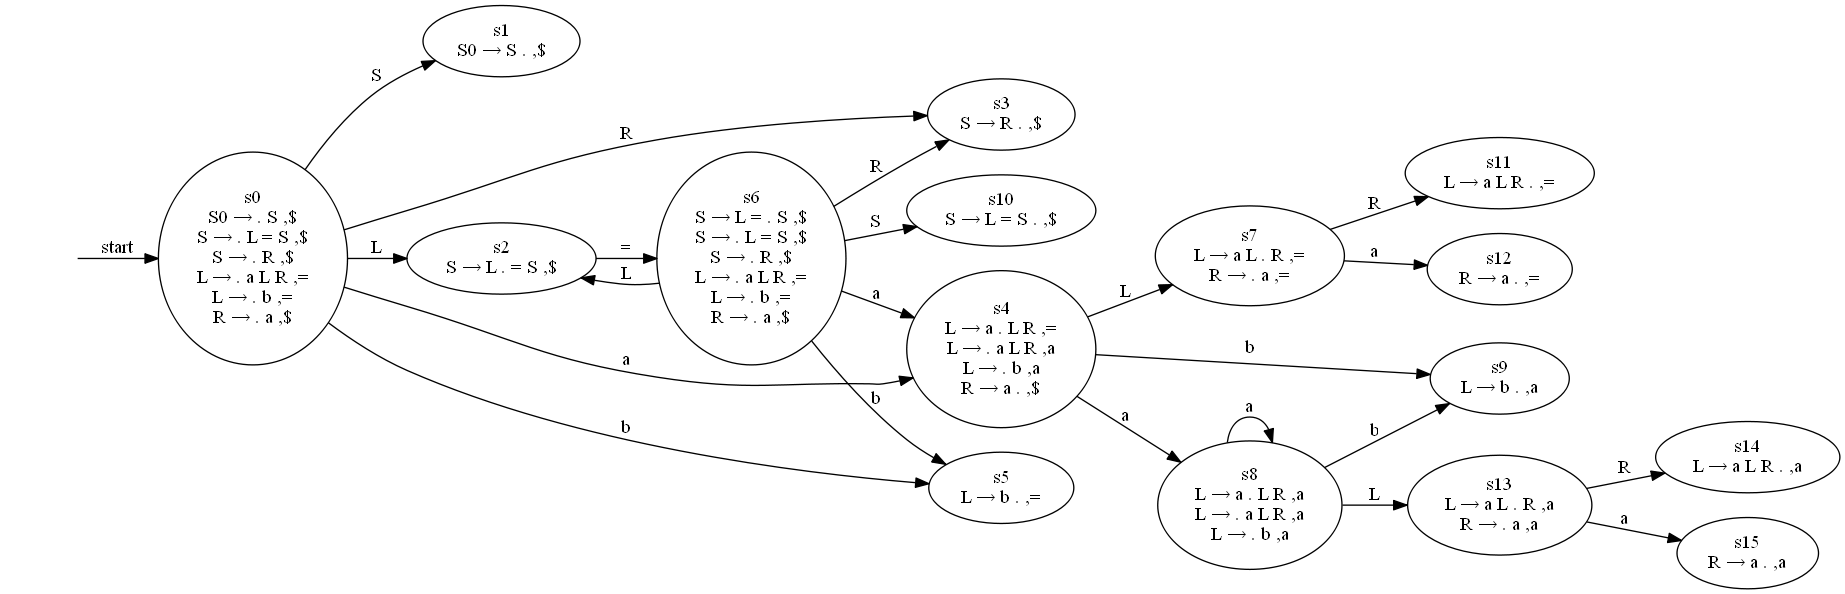 start
s0
S0 → . S ,$
S → . L = S ,$
S → . R ,$
L → . a L R ,=
L → . b ,=
R → . a ,$
S
R
L
a
b
s1
S0 → S . ,$
s2
S → L . = S ,$
=
L
s6
S → L = . S ,$
S → . L = S ,$
S → . R ,$
L → . a L R ,=
L → . b ,=
R → . a ,$
R
S
a
b
s3
S → R . ,$
s10
S → L = S . ,$
s4
L → a . L R ,=
L → . a L R ,a
L → . b ,a
R → a . ,$
s5
L → b . ,=
L
b
a
s7
L → a L . R ,=
R → . a ,=
R
a
s11
L → a L R . ,=
s12
R → a . ,=
s9
L → b . ,a
a
s8
L → a . L R ,a
L → . a L R ,a
L → . b ,a
b
L
s13
L → a L . R ,a
R → . a ,a
R
a
s14
L → a L R . ,a
s15
R → a . ,a